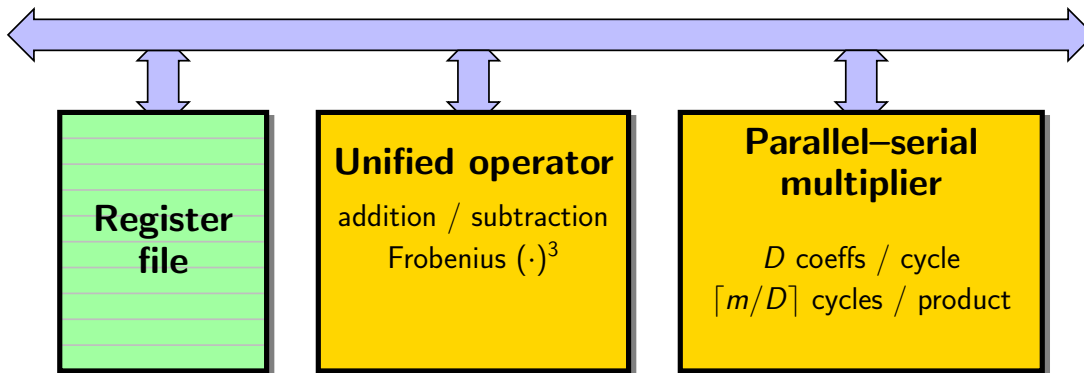 Register
file
Unified operator
addition / subtraction
Frobenius (·)³
Parallel–serial
multiplier
D coeffs / cycle
⌈m/D⌉ cycles / product